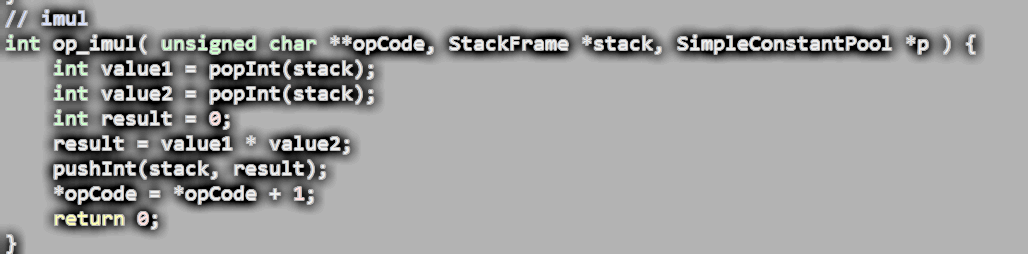 }
// imul
int op_imul( unsigned char **opCode, StackFrame *stack, SimpleConstantPool *p ) {
    int value1 = popInt(stack);
    int value2 = popInt(stack);
    int result = 0;
    result = value1 * value2;
    pushInt(stack, result);
    *opCode = *opCode + 1;
    return 0;
}